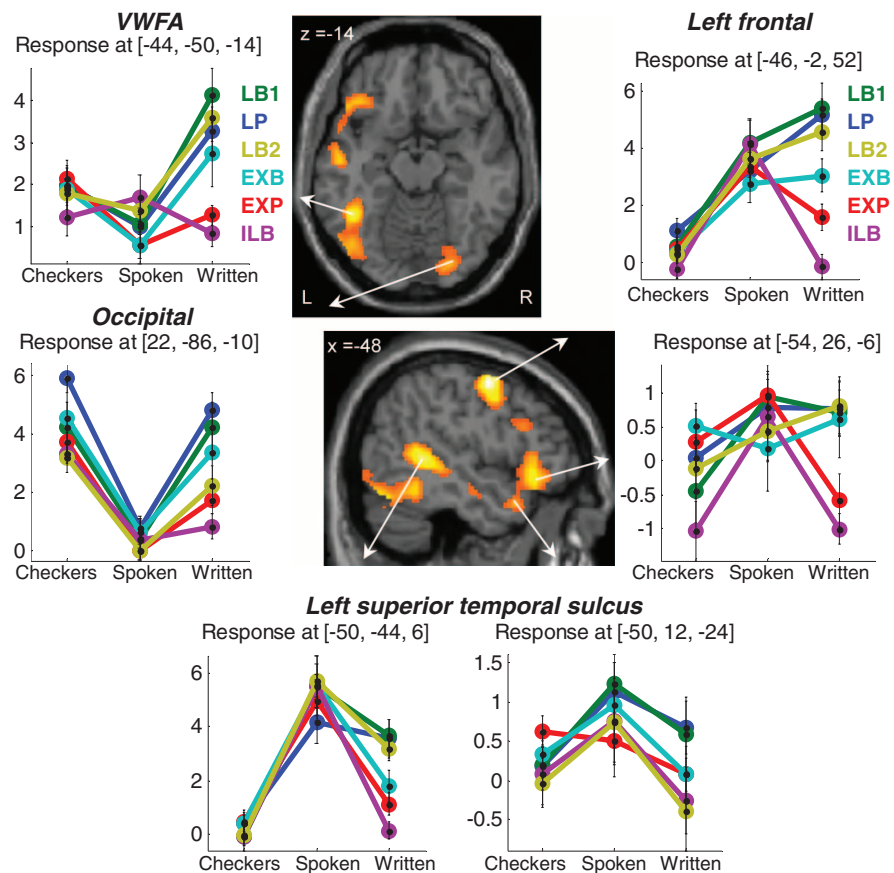 VWFA
Response at [-44, -50, -14]
4
3
2
1
Checkers Spoken Written
LB1
LP
LB2
EXB
EXP
ILB
z =-14
L
R
Left frontal
Response at [-46, -2, 52]
6
4
2
0
Checkers Spoken Written
Occipital
Response at [22, -86, -10]
6
4
2
0
Checkers Spoken Written
x =-48
Response at [-54, 26, -6]
1
0.5
0
-0.5
-1
Checkers Spoken Written
Left superior temporal sulcus
Response at [-50, -44, 6]
6
4
2
0
Checkers Spoken Written
Response at [-50, 12, -24]
1.5
1
0.5
0
-0.5
Checkers Spoken Written